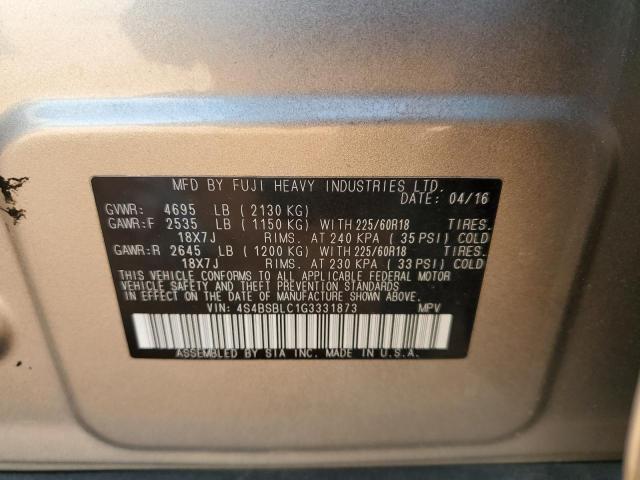 MFD BY FUJI HEAVY INDUSTRIES LTD.
DATE: 04/16
GVWR: 4695 LB (2130 KG)
GAWR:F 2535 LB (1150 KG) WITH 225/60R18 TIRES.
18X7J RIMS. AT 240 KPA (35 PSI) COLD
GAWR:R 2645 LB (1200 KG) WITH 225/60R18 TIRES.
18X7J RIMS. AT 230 KPA (33 PSI) COLD
THIS VEHICLE CONFORMS TO ALL APPLICABLE FEDERAL MOTOR
VEHICLE SAFETY AND THEFT PREVENTION STANDARDS
IN EFFECT ON THE DATE OF MANUFACTURE SHOWN ABOVE.
VIN: 4S4BSBLC1G3331873 MPV
ASSEMBLED BY SIA INC. MADE IN U.S.A.